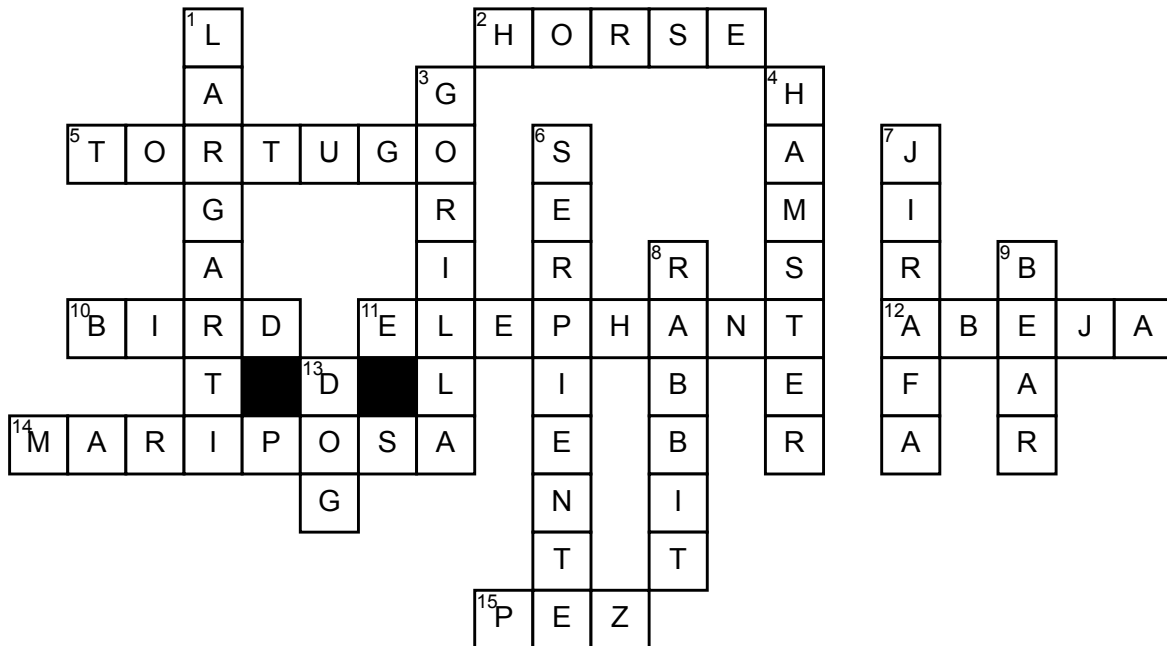 1 L 2 H O R S E
A 3 G 4 H
5 T O R T U G O 6 S A 7 J
G R E M I
A I R 8 R S R 9 B
10 B I R D 11 E L E P H A N T 12 A B E J A
T 13 D L I B E F A
14 M A R I P O S A E B R A R
G N I
T T
15 P E Z